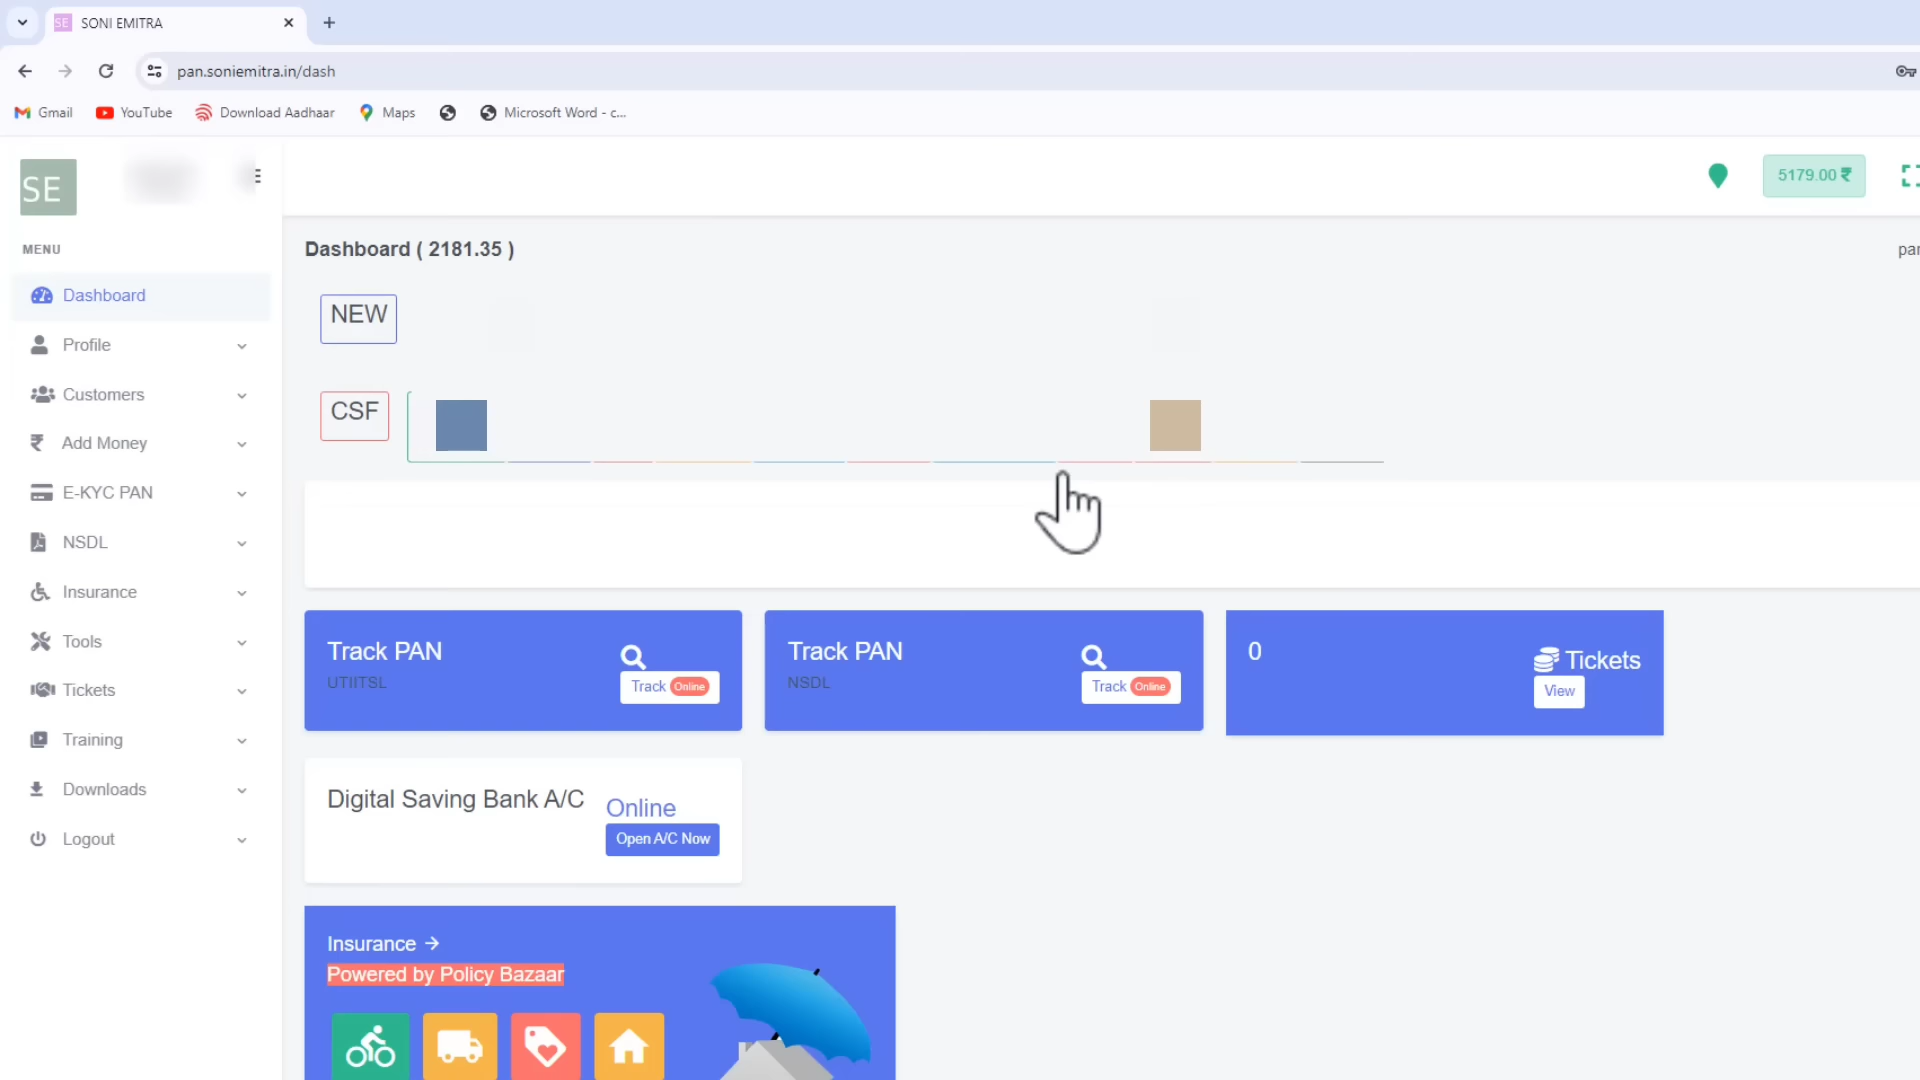 SE SONI EMITRA
pan.soniemitra.in/dash
Gmail YouTube Download Aadhaar Maps Microsoft Word - c...
SE
5179.00 ₹
MENU
Dashboard ( 2181.35 )
Dashboard
NEW
Profile
Customers
CSF
Add Money
E-KYC PAN
NSDL
Insurance
Tools
Tickets
Training
Downloads
Logout
Track PAN
UTIITSL
Track Online
Track PAN
NSDL
Track Online
0
Tickets
View
Digital Saving Bank A/C
Online
Open A/C Now
Insurance →
Powered by Policy Bazaar